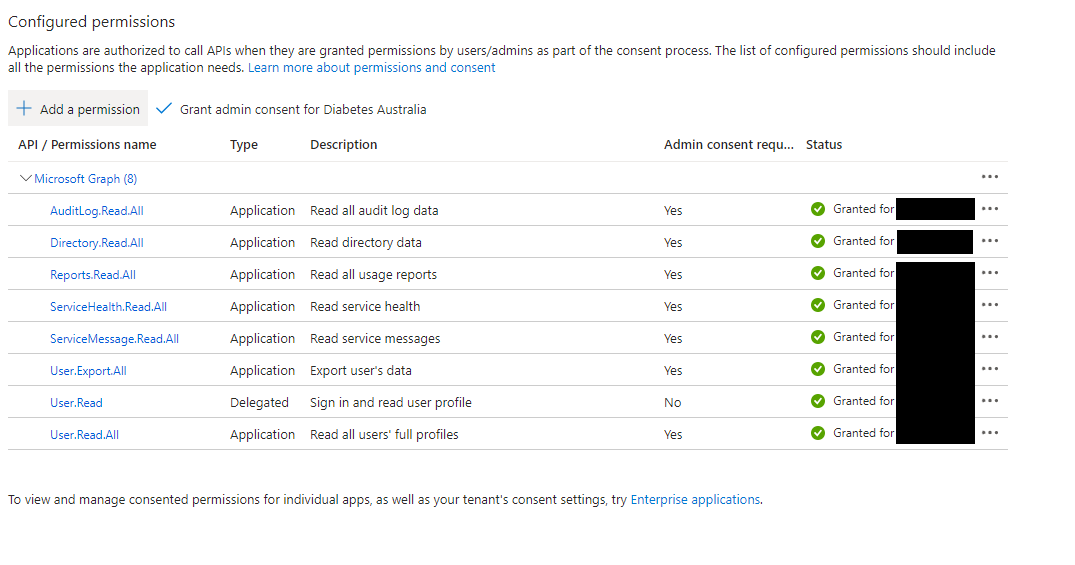 Configured permissions
Applications are authorized to call APIs when they are granted permissions by users/admins as part of the consent process. The list of configured permissions should include
all the permissions the application needs. Learn more about permissions and consent
Add a permission Grant admin consent for Diabetes Australia
API / Permissions name Type Description Admin consent requ... Status
Microsoft Graph (8)
AuditLog.Read.All Application Read all audit log data Yes Granted for
Directory.Read.All Application Read directory data Yes Granted for
Reports.Read.All Application Read all usage reports Yes Granted for
ServiceHealth.Read.All Application Read service health Yes Granted for
ServiceMessage.Read.All Application Read service messages Yes Granted for
User.Export.All Application Export user's data Yes Granted for
User.Read Delegated Sign in and read user profile No Granted for
User.Read.All Application Read all users' full profiles Yes Granted for
To view and manage consented permissions for individual apps, as well as your tenant's consent settings, try Enterprise applications.